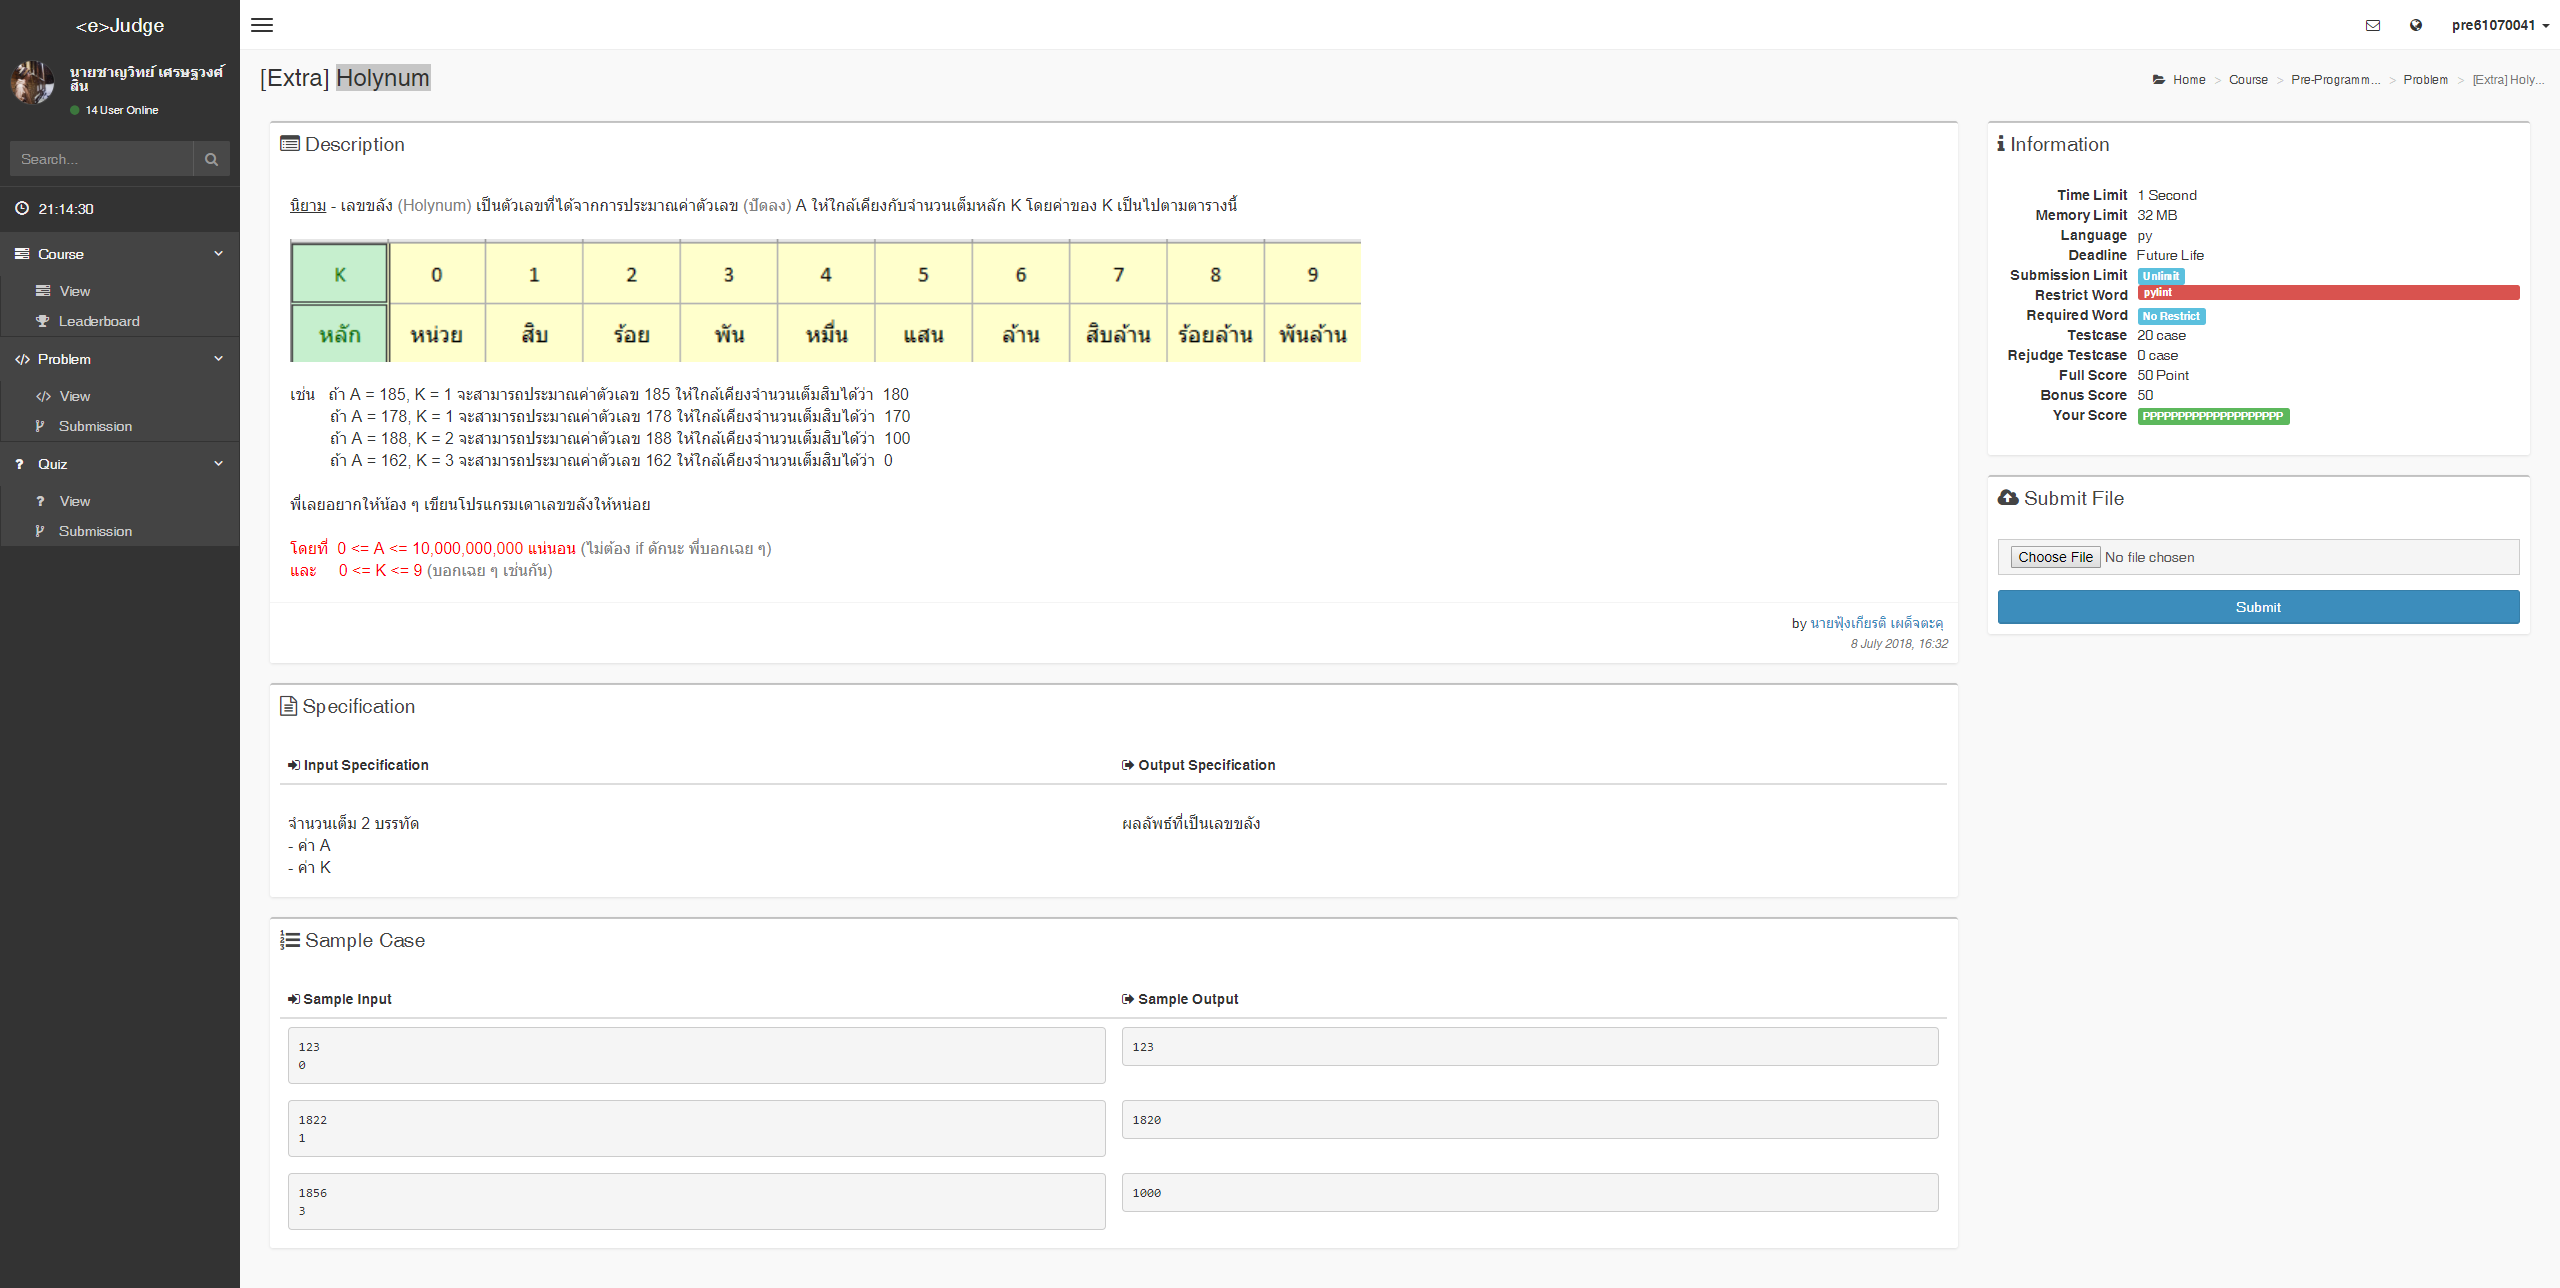 <e>Judge
pre61070041
นายชาญวิทย์ เศรษฐวงศ์
สิน
14 User Online
Search...
21:14:30
Course
View
Leaderboard
Problem
View
Submission
Quiz
View
Submission
[Extra] Holynum
Home > Course > Pre-Programm... > Problem > [Extra] Holy...
Description
นิยาม - เลขขลัง (Holynum) เป็นตัวเลขที่ได้จากการประมาณค่าตัวเลข (ปัดลง) A ให้ใกล้เคียงกับจำนวนเต็มหลัก K โดยค่าของ K เป็นไปตามตารางนี้
K 0 1 2 3 4 5 6 7 8 9
หลัก หน่วย สิบ ร้อย พัน หมื่น แสน ล้าน สิบล้าน ร้อยล้าน พันล้าน
เช่น ถ้า A = 185, K = 1 จะสามารถประมาณค่าตัวเลข 185 ให้ใกล้เคียงจำนวนเต็มสิบได้ว่า 180
ถ้า A = 178, K = 1 จะสามารถประมาณค่าตัวเลข 178 ให้ใกล้เคียงจำนวนเต็มสิบได้ว่า 170
ถ้า A = 188, K = 2 จะสามารถประมาณค่าตัวเลข 188 ให้ใกล้เคียงจำนวนเต็มสิบได้ว่า 100
ถ้า A = 162, K = 3 จะสามารถประมาณค่าตัวเลข 162 ให้ใกล้เคียงจำนวนเต็มสิบได้ว่า 0
พี่เลยอยากให้น้อง ๆ เขียนโปรแกรมเดาเลขขลังให้หน่อย
โดยที่ 0 <= A <= 10,000,000,000 แน่นอน (ไม่ต้อง if ดักนะ พี่บอกเฉย ๆ)
และ 0 <= K <= 9 (บอกเฉย ๆ เช่นกัน)
by นายฟุ้งเกียรติ เผด็จตะคุ
8 July 2018, 16:32
Specification
Input Specification
Output Specification
จำนวนเต็ม 2 บรรทัด
- ค่า A
- ค่า K
ผลลัพธ์ที่เป็นเลขขลัง
Sample Case
Sample Input
Sample Output
123
0
123
1822
1
1820
1856
3
1000
Information
Time Limit 1 Second
Memory Limit 32 MB
Language py
Deadline Future Life
Submission Limit Unlimit
Restrict Word pylint
Required Word No Restrict
Testcase 20 case
Rejudge Testcase 0 case
Full Score 50 Point
Bonus Score 50
Your Score PPPPPPPPPPPPPPPPPPPP
Submit File
Choose File No file chosen
Submit